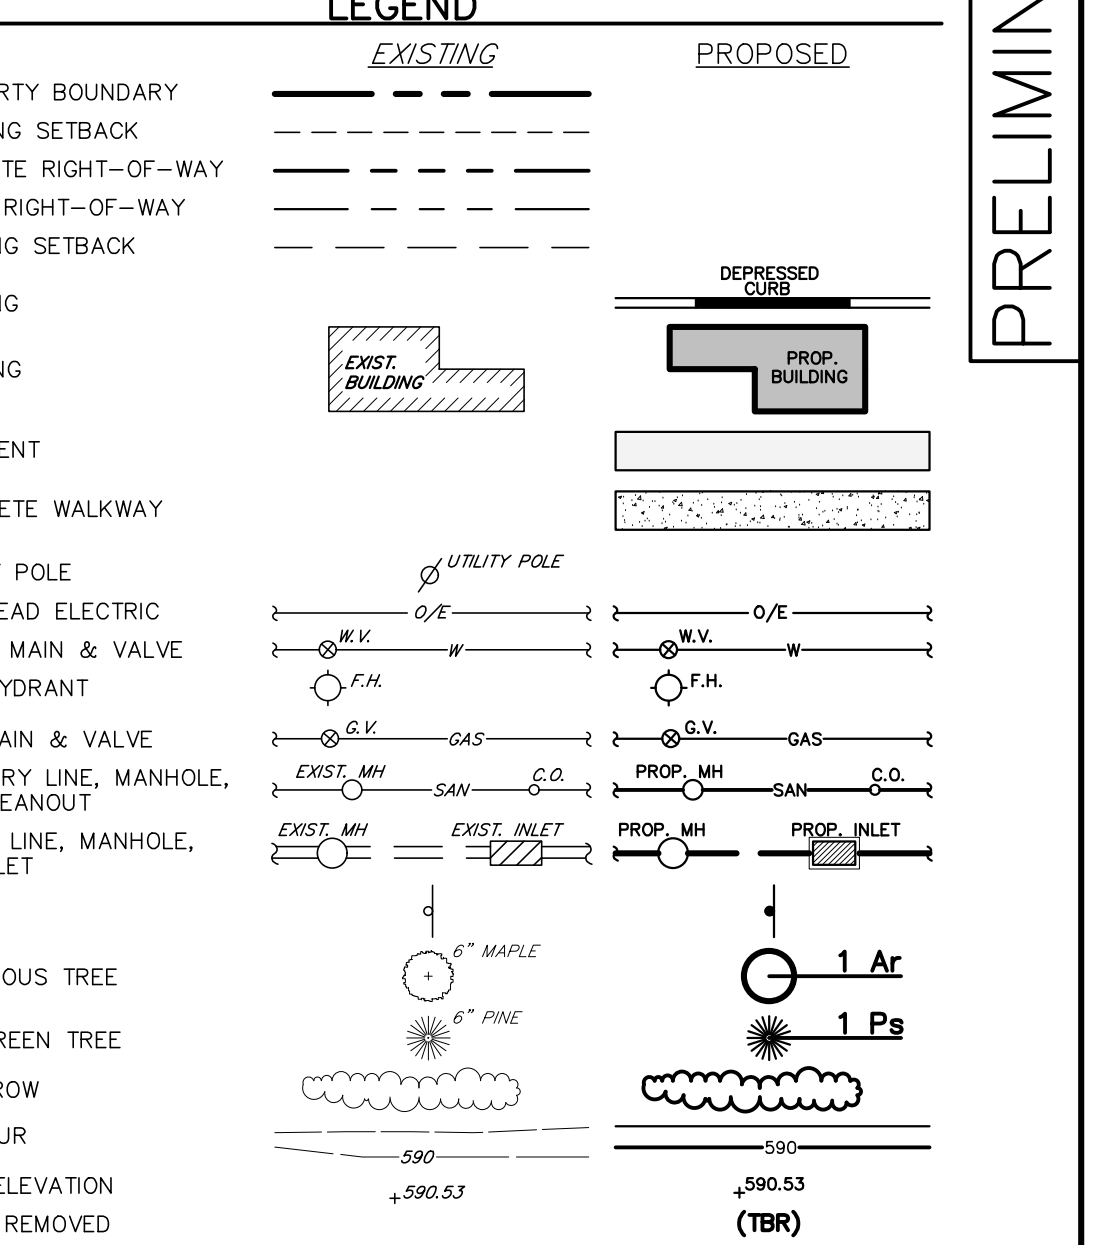 LEGEND
EXISTING PROPOSED
RTY BOUNDARY
NG SETBACK
TE RIGHT-OF-WAY
RIGHT-OF-WAY
NG SETBACK
DEPRESSED
CURB
NG
EXIST.
BUILDING
PROP.
BUILDING
NG
ENT
ETE WALKWAY
POLE UTILITY POLE
EAD ELECTRIC O/E O/E
MAIN & VALVE W.V. W W.V. W
YDRANT F.H. F.H.
AIN & VALVE G.V. GAS G.V. GAS
RY LINE, MANHOLE, EXIST. MH SAN C.O. PROP. MH SAN C.O.
EANOUT
LINE, MANHOLE, EXIST. MH EXIST. INLET PROP. MH PROP. INLET
LET
6" MAPLE
OUS TREE 1 Ar
6" PINE
REEN TREE 1 Ps
ROW
UR 590 590
ELEVATION +590.53 +590.53
REMOVED (TBR)
PRELIMIN